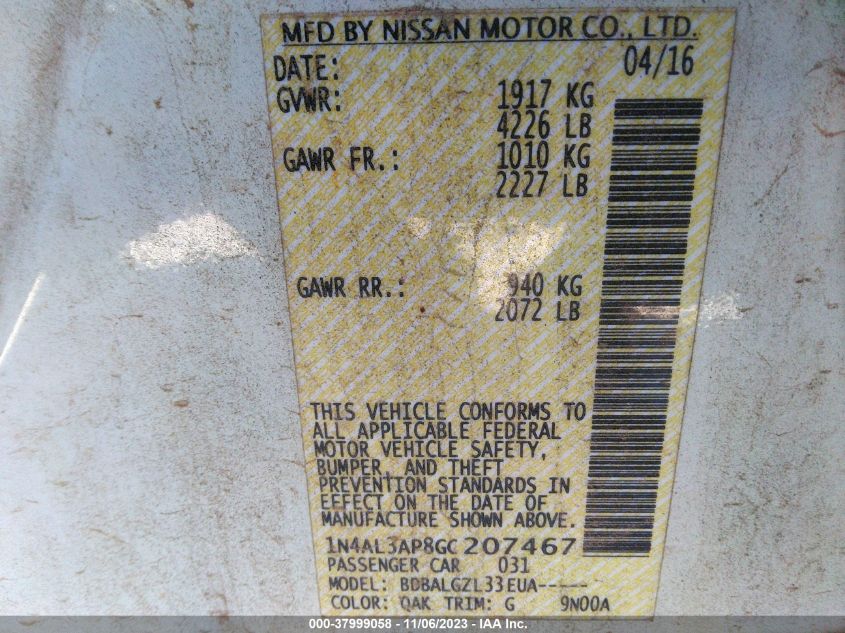 MFD BY NISSAN MOTOR CO., LTD.
DATE: 04/16
GVWR: 1917 KG
4226 LB
GAWR FR.: 1010 KG
2227 LB
GAWR RR.: 940 KG
2072 LB
THIS VEHICLE CONFORMS TO
ALL APPLICABLE FEDERAL
MOTOR VEHICLE SAFETY,
BUMPER, AND THEFT
PREVENTION STANDARDS IN
EFFECT ON THE DATE OF
MANUFACTURE SHOWN ABOVE.
1N4AL3AP8GC207467
PASSENGER CAR 031
MODEL: BDBALGZL33EUA-----
COLOR: QAK TRIM: G 9N00A
000-37999058 - 11/06/2023 - © IAA Inc.